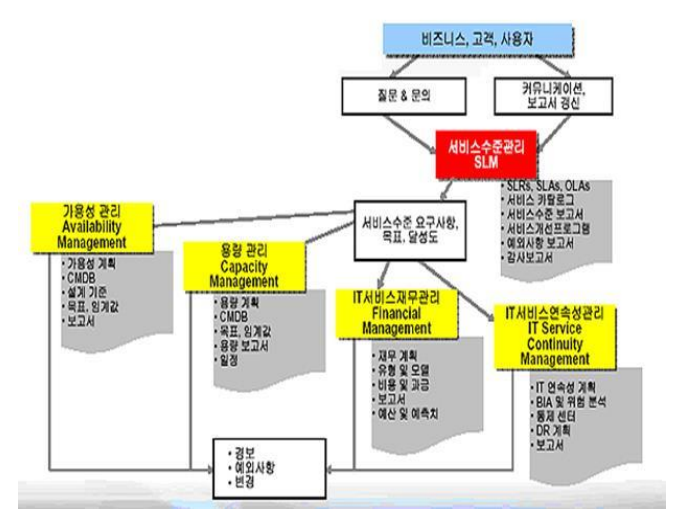 비즈니스, 고객, 사용자
질문 & 문의
커뮤니케이션,
보고서 갱신
서비스수준관리
SLM
• SLRs, SLAs, OLAs
• 서비스 카탈로그
• 서비스수준 보고서
• 서비스개선프로그램
• 예외사항 보고서
• 감사보고서
서비스수준 요구사항,
목표, 달성도
가용성 관리
Availability
Management
• 가용성 계획
• CMDB
• 설계 기준
• 목표, 임계값
• 보고서
용량 관리
Capacity
Management
• 용량 계획
• CMDB
• 목표, 임계값
• 용량 보고서
• 일정
IT서비스재무관리
Financial
Management
• 재무 계획
• 유형 및 모델
• 비용 및 과금
• 보고서
• 예산 및 예측치
IT서비스연속성관리
IT Service
Continuity
Management
• IT 연속성 계획
• BIA 및 위험 분석
• 통제 센터
• DR 계획
• 보고서
• 경보
• 예외사항
• 변경